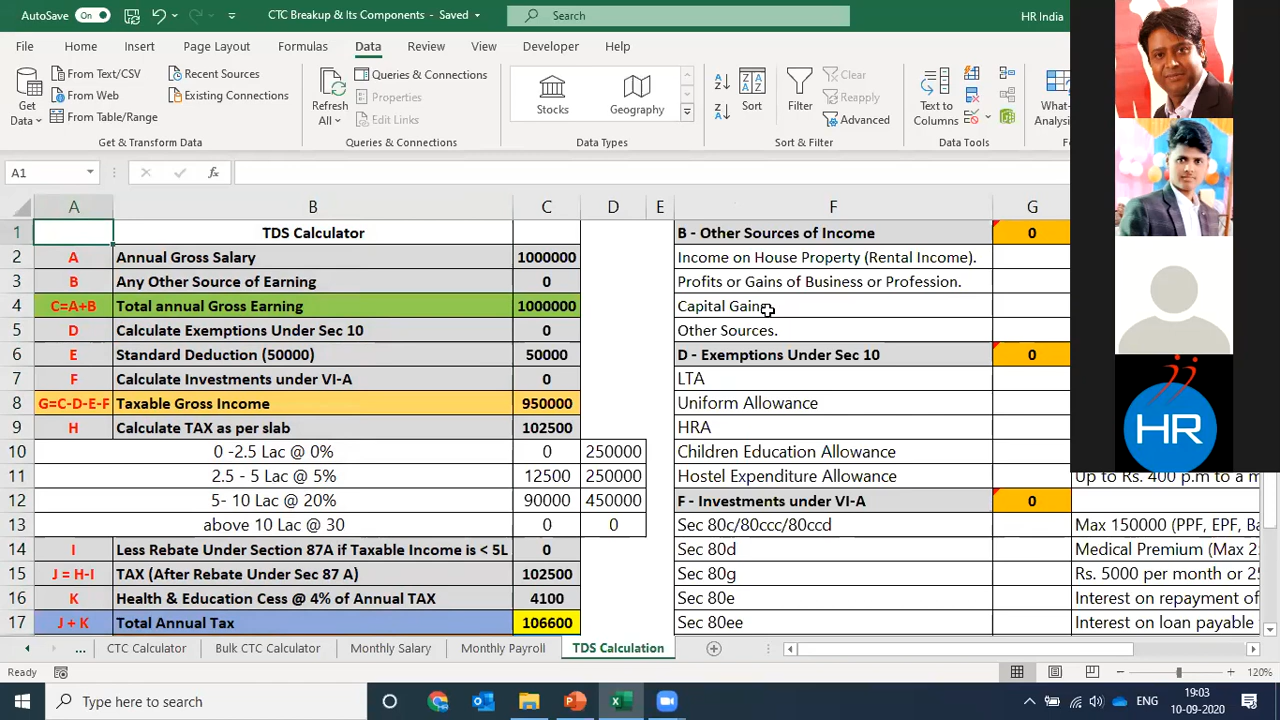 AutoSave On CTC Breakup & Its Components - Saved Search HR India
File Home Insert Page Layout Formulas Data Review View Developer Help
Get Data
From Text/CSV
From Web
From Table/Range
Recent Sources
Existing Connections
Refresh All
Queries & Connections
Properties
Edit Links
Stocks Geography
Sort Filter
Clear
Reapply
Advanced
Text to Columns
What-
Analysis
Get & Transform Data Queries & Connections Data Types Sort & Filter Data Tools
A1 fx
A B C D E F G
1 TDS Calculator B - Other Sources of Income 0
2 A Annual Gross Salary 1000000 Income on House Property (Rental Income).
3 B Any Other Source of Earning 0 Profits or Gains of Business or Profession.
4 C=A+B Total annual Gross Earning 1000000 Capital Gains
5 D Calculate Exemptions Under Sec 10 0 Other Sources.
6 E Standard Deduction (50000) 50000 D - Exemptions Under Sec 10 0
7 F Calculate Investments under VI-A 0 LTA
8 G=C-D-E-F Taxable Gross Income 950000 Uniform Allowance
9 H Calculate TAX as per slab 102500 HRA
10 0 -2.5 Lac @ 0% 0 250000 Children Education Allowance
11 2.5 - 5 Lac @ 5% 12500 250000 Hostel Expenditure Allowance Up to Rs. 400 p.m to a m
12 5- 10 Lac @ 20% 90000 450000 F - Investments under VI-A 0
13 above 10 Lac @ 30 0 0 Sec 80c/80ccc/80ccd Max 150000 (PPF, EPF, Ba
14 I Less Rebate Under Section 87A if Taxable Income is < 5L 0 Sec 80d Medical Premium (Max 2
15 J = H-I TAX (After Rebate Under Sec 87 A) 102500 Sec 80g Rs. 5000 per month or 25
16 K Health & Education Cess @ 4% of Annual TAX 4100 Sec 80e Interest on repayment of
17 J + K Total Annual Tax 106600 Sec 80ee Interest on loan payable
HR
... CTC Calculator Bulk CTC Calculator Monthly Salary Monthly Payroll TDS Calculation
Ready 120%
Type here to search ENG 19:03
10-09-2020